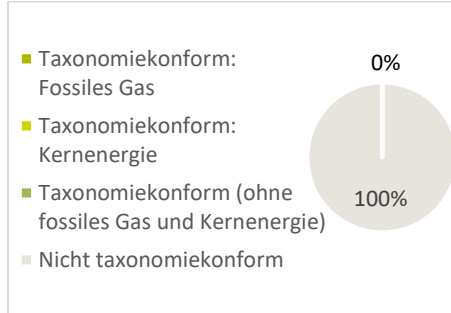 Taxonomiekonform:
Fossiles Gas
Taxonomiekonform:
Kernenergie
Taxonomiekonform (ohne
fossiles Gas und Kernenergie)
Nicht taxonomiekonform
0%
100%